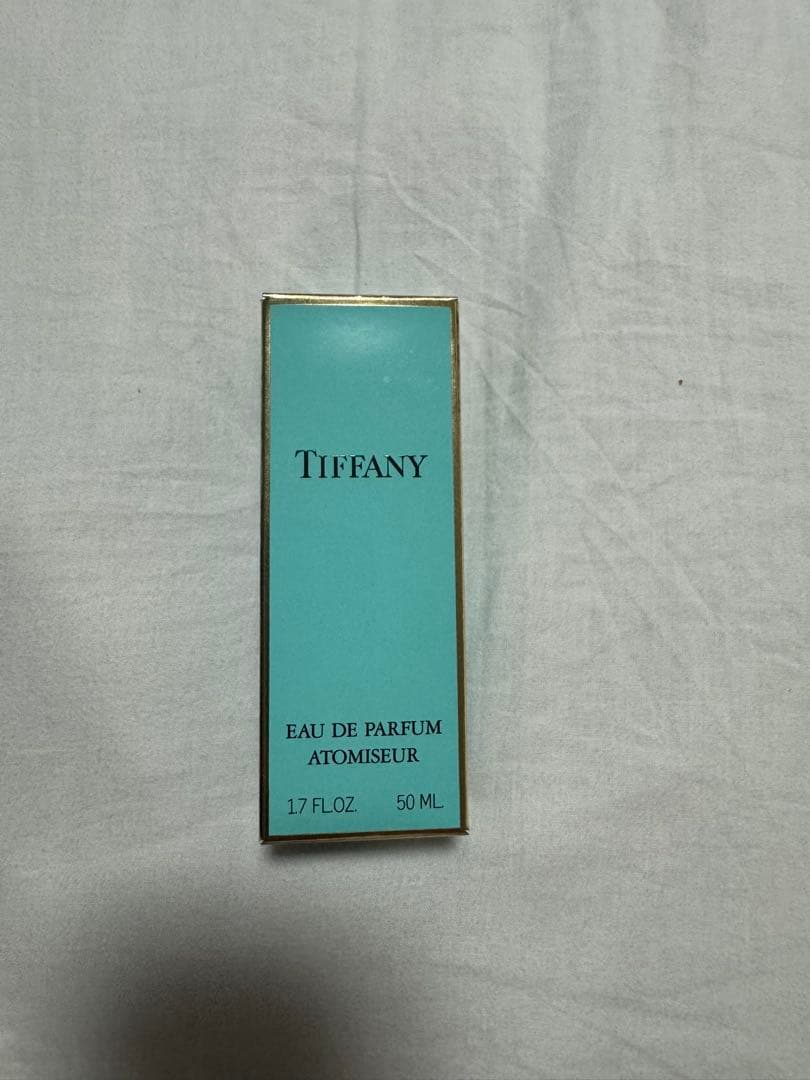 TIFFANY
EAU DE PARFUM
ATOMISEUR
1.7 FL.OZ. 50 ML.